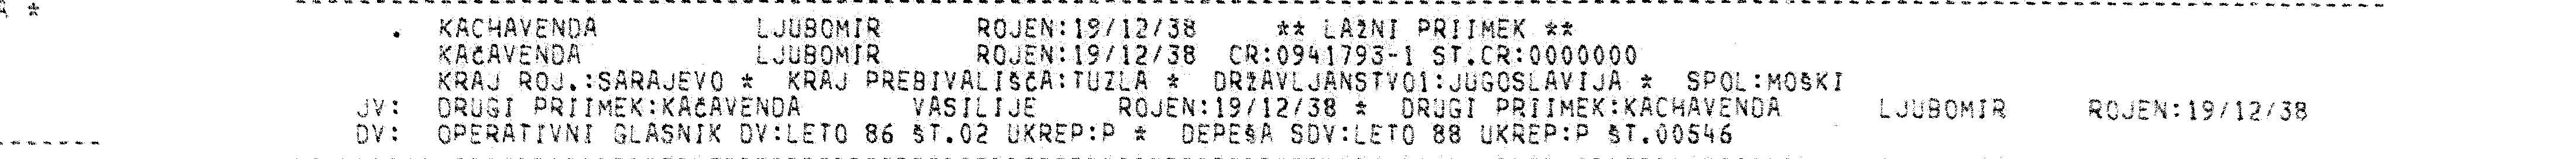 A *
. KACHAVENDA LJUBOMIR ROJEN:19/12/38 ** LAŽNI PRIIMEK **
KAČAVENDA LJUBOMIR ROJEN:19/12/38 CR:0941793-1 ST.CR:0000000
KRAJ ROJ.:SARAJEVO * KRAJ PREBIVALIŠČA:TUZLA * DRŽAVLJANSTVO1:JUGOSLAVIJA * SPOL:MOŠKI
JV: DRUGI PRIIMEK:KAČAVENDA VASILIJE ROJEN:19/12/38 * DRUGI PRIIMEK:KACHAVENDA LJUBOMIR ROJEN:19/12/38
DV: OPERATIVNI GLASNIK DV:LETO 86 ŠT.02 UKREP:P * DEPEŠA SDV:LETO 88 UKREP:P ŠT.00546